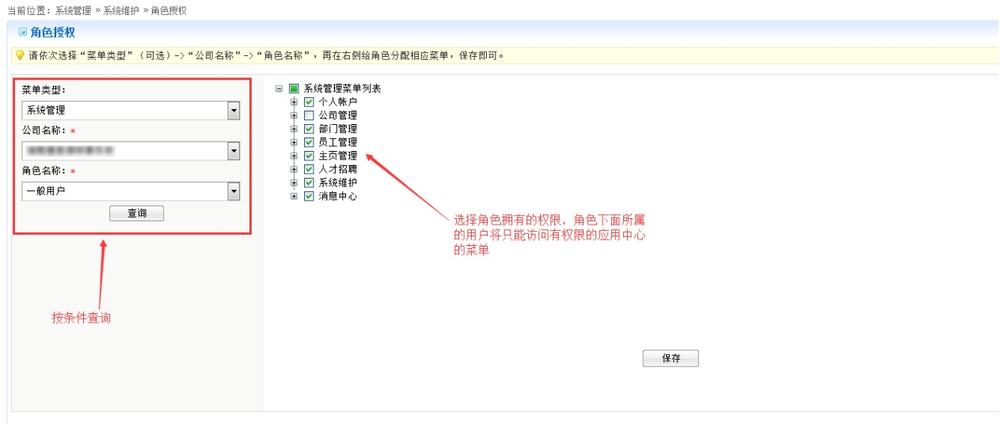 当前位置：系统管理 » 系统维护 » 角色授权
角色授权
请依次选择“菜单类型”（可选）->“公司名称”->“角色名称”，再在右侧给角色分配相应菜单，保存即可。
菜单类型：
系统管理
公司名称：*
角色名称：*
一般用户
查询
按条件查询
系统管理菜单列表
个人帐户
公司管理
部门管理
员工管理
主页管理
人才招聘
系统维护
消息中心
选择角色拥有的权限，角色下面所属
的用户将只能访问有权限的应用中心
的菜单
保存